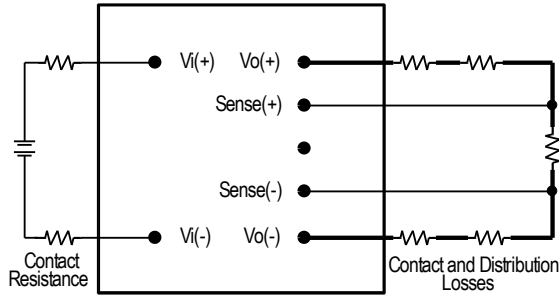 Vi(+) Vo(+)
Sense(+)
Sense(-)
Vi(-) Vo(-)
Contact
Resistance
Contact and Distribution
Losses